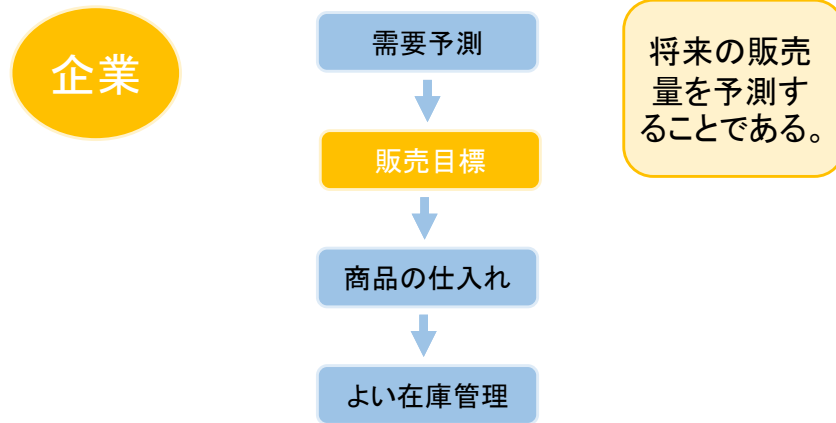 企業
需要予測
販売目標
商品の仕入れ
よい在庫管理
将来の販売
量を予測す
ることである。